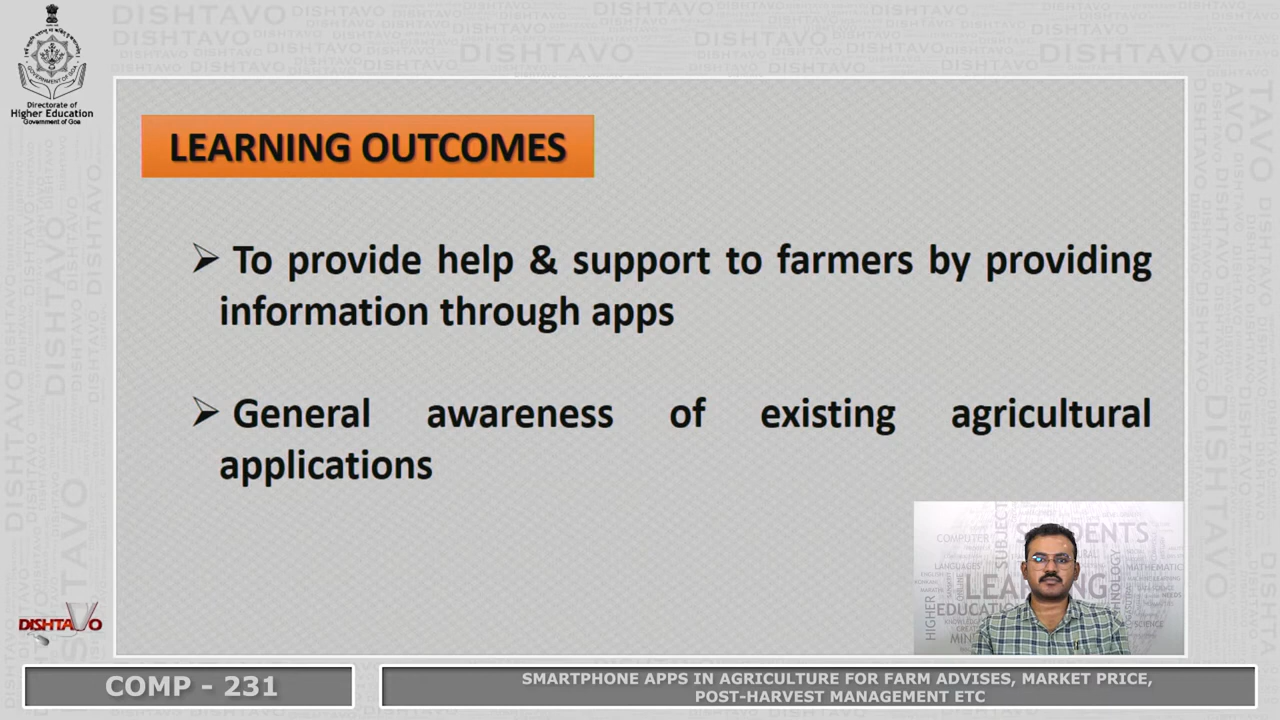 Directorate of
Higher Education
Government of Goa
LEARNING OUTCOMES
To provide help & support to farmers by providing
information through apps
General awareness of existing agricultural
applications
DISHTAVO
COMP - 231
SMARTPHONE APPS IN AGRICULTURE FOR FARM ADVISES, MARKET PRICE,
POST-HARVEST MANAGEMENT ETC